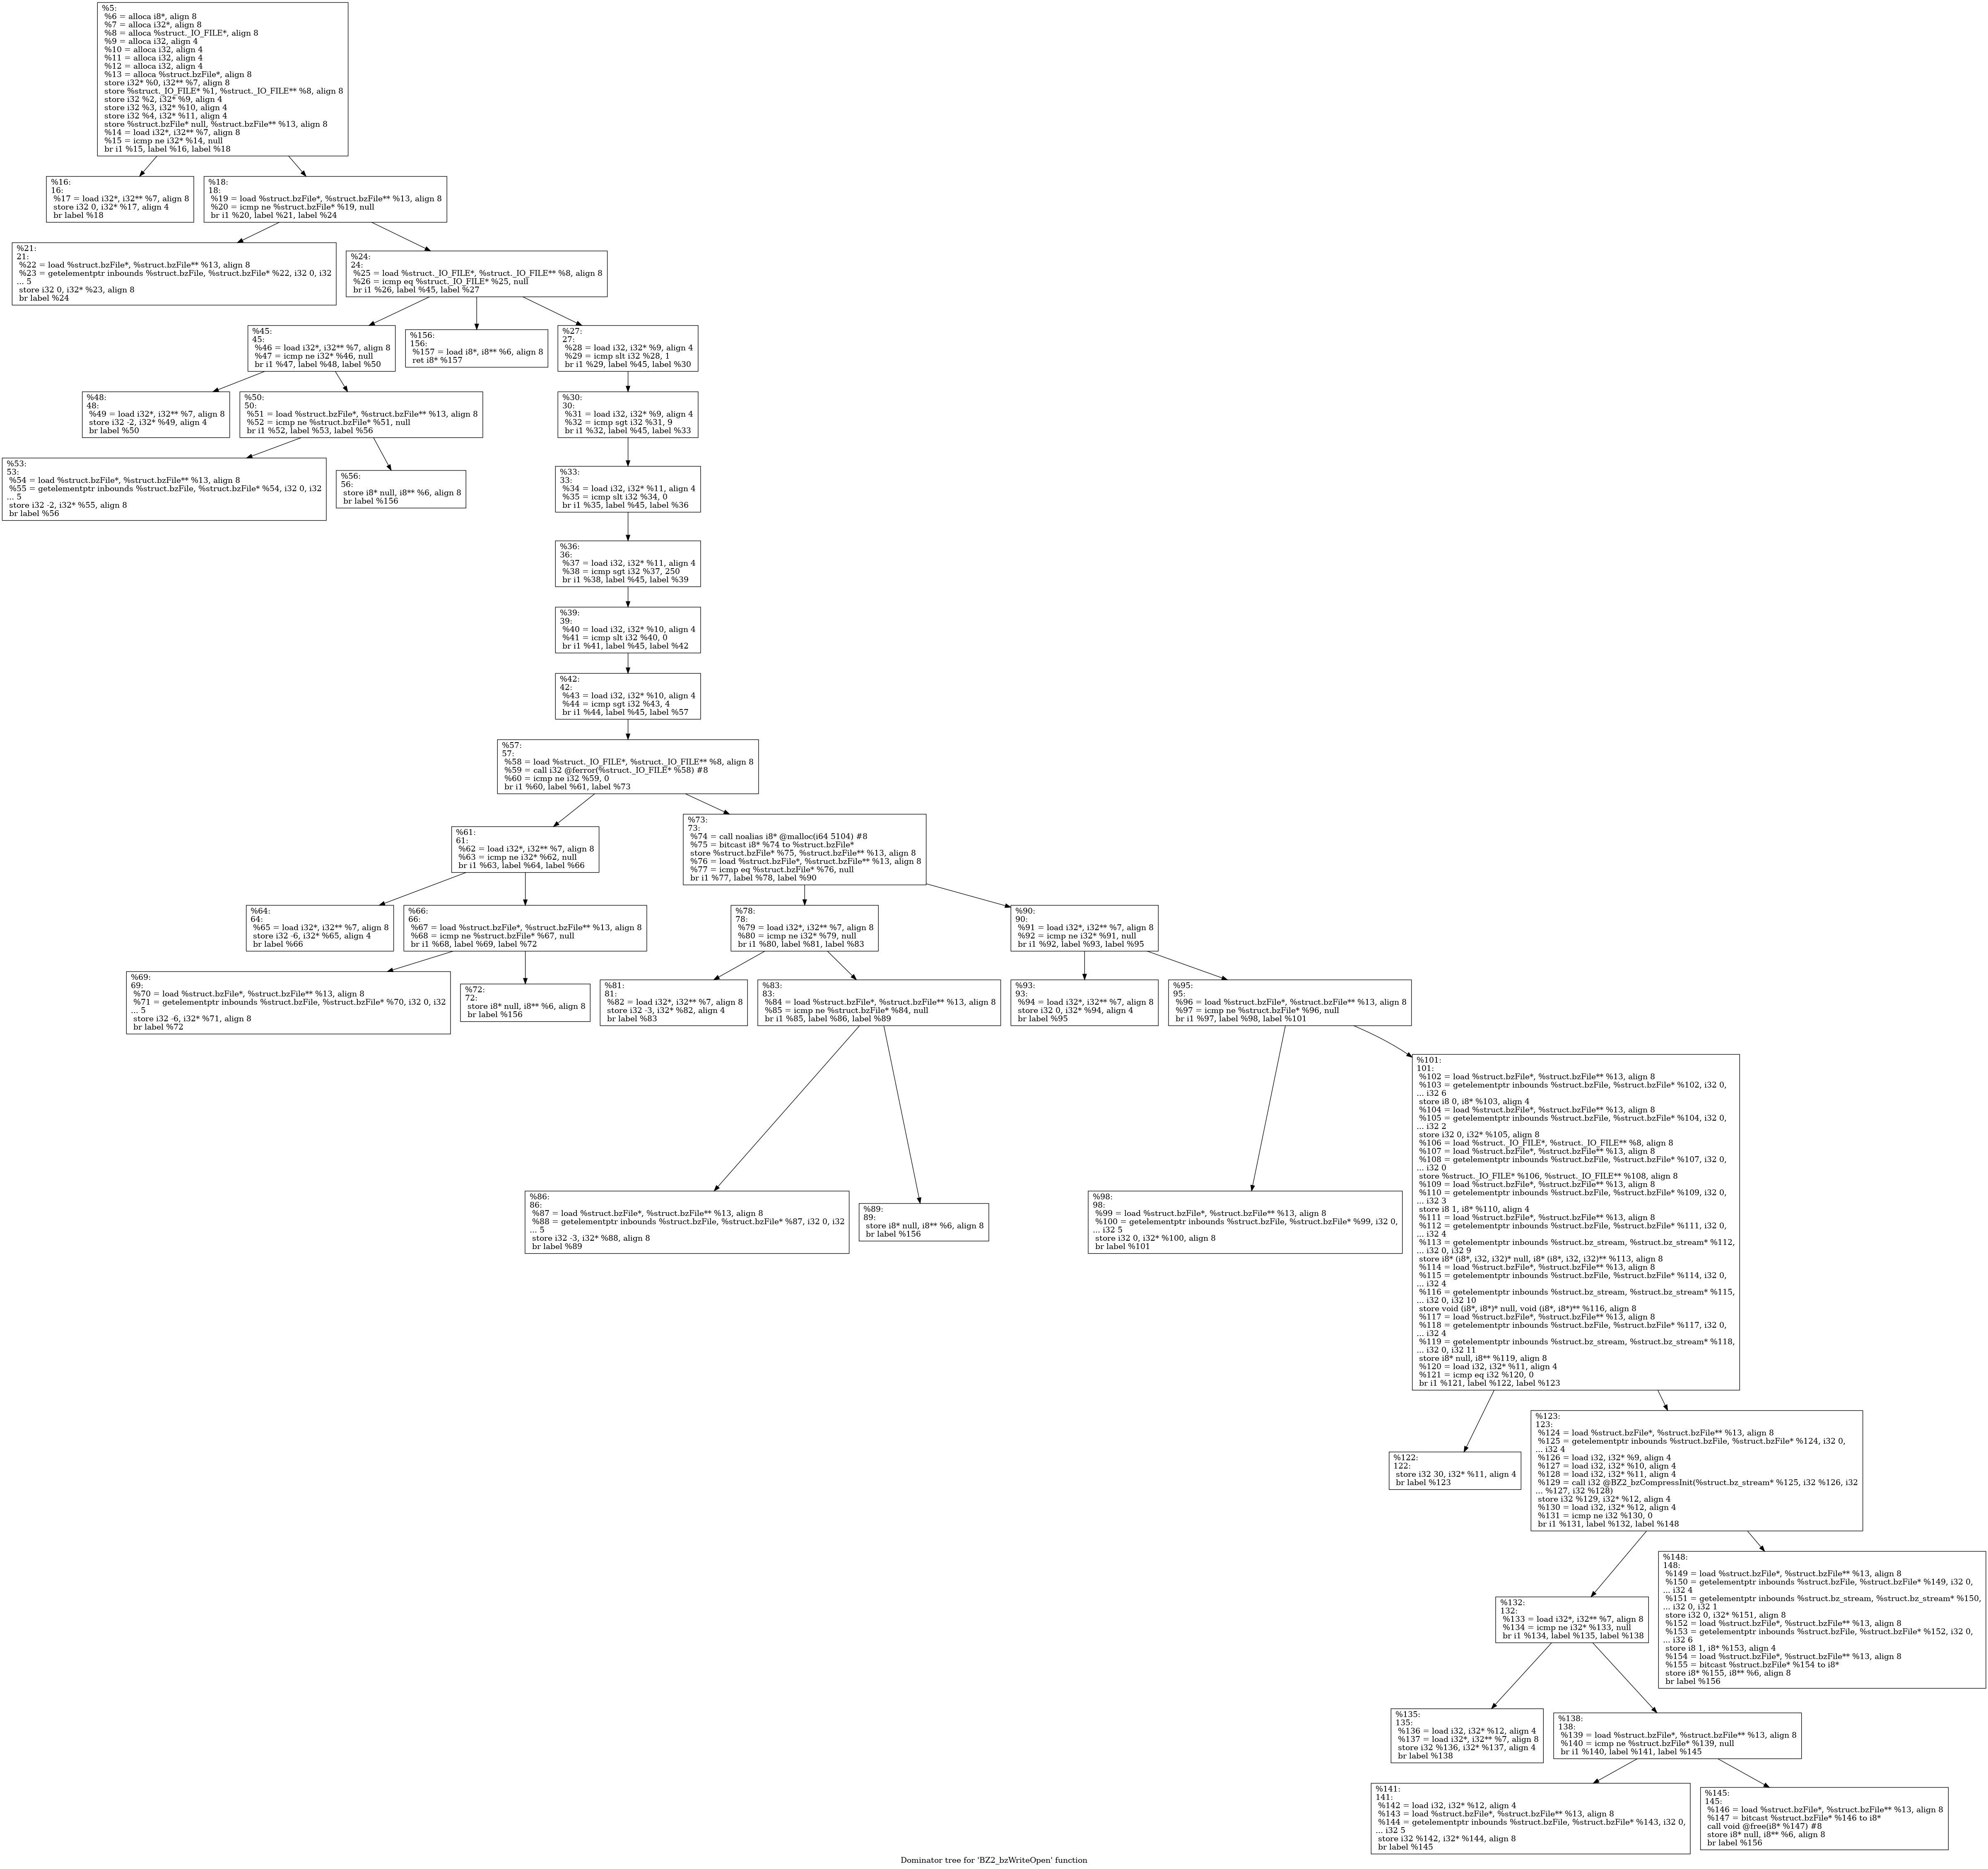 %5:
%6 = alloca i8*, align 8
%7 = alloca i32*, align 8
%8 = alloca %struct._IO_FILE*, align 8
%9 = alloca i32, align 4
%10 = alloca i32, align 4
%11 = alloca i32, align 4
%12 = alloca i32, align 4
%13 = alloca %struct.bzFile*, align 8
store i32* %0, i32** %7, align 8
store %struct._IO_FILE* %1, %struct._IO_FILE** %8, align 8
store i32 %2, i32* %9, align 4
store i32 %3, i32* %10, align 4
store i32 %4, i32* %11, align 4
store %struct.bzFile* null, %struct.bzFile** %13, align 8
%14 = load i32*, i32** %7, align 8
%15 = icmp ne i32* %14, null
br i1 %15, label %16, label %18
%16:
16:
%17 = load i32*, i32** %7, align 8
store i32 0, i32* %17, align 4
br label %18
%18:
18:
%19 = load %struct.bzFile*, %struct.bzFile** %13, align 8
%20 = icmp ne %struct.bzFile* %19, null
br i1 %20, label %21, label %24
%21:
21:
%22 = load %struct.bzFile*, %struct.bzFile** %13, align 8
%23 = getelementptr inbounds %struct.bzFile, %struct.bzFile* %22, i32 0, i32
... 5
store i32 0, i32* %23, align 8
br label %24
%24:
24:
%25 = load %struct._IO_FILE*, %struct._IO_FILE** %8, align 8
%26 = icmp eq %struct._IO_FILE* %25, null
br i1 %26, label %45, label %27
%45:
45:
%46 = load i32*, i32** %7, align 8
%47 = icmp ne i32* %46, null
br i1 %47, label %48, label %50
%156:
156:
%157 = load i8*, i8** %6, align 8
ret i8* %157
%27:
27:
%28 = load i32, i32* %9, align 4
%29 = icmp slt i32 %28, 1
br i1 %29, label %45, label %30
%48:
48:
%49 = load i32*, i32** %7, align 8
store i32 -2, i32* %49, align 4
br label %50
%50:
50:
%51 = load %struct.bzFile*, %struct.bzFile** %13, align 8
%52 = icmp ne %struct.bzFile* %51, null
br i1 %52, label %53, label %56
%30:
30:
%31 = load i32, i32* %9, align 4
%32 = icmp sgt i32 %31, 9
br i1 %32, label %45, label %33
%53:
53:
%54 = load %struct.bzFile*, %struct.bzFile** %13, align 8
%55 = getelementptr inbounds %struct.bzFile, %struct.bzFile* %54, i32 0, i32
... 5
store i32 -2, i32* %55, align 8
br label %56
%56:
56:
store i8* null, i8** %6, align 8
br label %156
%33:
33:
%34 = load i32, i32* %11, align 4
%35 = icmp slt i32 %34, 0
br i1 %35, label %45, label %36
%36:
36:
%37 = load i32, i32* %11, align 4
%38 = icmp sgt i32 %37, 250
br i1 %38, label %45, label %39
%39:
39:
%40 = load i32, i32* %10, align 4
%41 = icmp slt i32 %40, 0
br i1 %41, label %45, label %42
%42:
42:
%43 = load i32, i32* %10, align 4
%44 = icmp sgt i32 %43, 4
br i1 %44, label %45, label %57
%57:
57:
%58 = load %struct._IO_FILE*, %struct._IO_FILE** %8, align 8
%59 = call i32 @ferror(%struct._IO_FILE* %58) #8
%60 = icmp ne i32 %59, 0
br i1 %60, label %61, label %73
%61:
61:
%62 = load i32*, i32** %7, align 8
%63 = icmp ne i32* %62, null
br i1 %63, label %64, label %66
%73:
73:
%74 = call noalias i8* @malloc(i64 5104) #8
%75 = bitcast i8* %74 to %struct.bzFile*
store %struct.bzFile* %75, %struct.bzFile** %13, align 8
%76 = load %struct.bzFile*, %struct.bzFile** %13, align 8
%77 = icmp eq %struct.bzFile* %76, null
br i1 %77, label %78, label %90
%64:
64:
%65 = load i32*, i32** %7, align 8
store i32 -6, i32* %65, align 4
br label %66
%66:
66:
%67 = load %struct.bzFile*, %struct.bzFile** %13, align 8
%68 = icmp ne %struct.bzFile* %67, null
br i1 %68, label %69, label %72
%78:
78:
%79 = load i32*, i32** %7, align 8
%80 = icmp ne i32* %79, null
br i1 %80, label %81, label %83
%90:
90:
%91 = load i32*, i32** %7, align 8
%92 = icmp ne i32* %91, null
br i1 %92, label %93, label %95
%69:
69:
%70 = load %struct.bzFile*, %struct.bzFile** %13, align 8
%71 = getelementptr inbounds %struct.bzFile, %struct.bzFile* %70, i32 0, i32
... 5
store i32 -6, i32* %71, align 8
br label %72
%72:
72:
store i8* null, i8** %6, align 8
br label %156
%81:
81:
%82 = load i32*, i32** %7, align 8
store i32 -3, i32* %82, align 4
br label %83
%83:
83:
%84 = load %struct.bzFile*, %struct.bzFile** %13, align 8
%85 = icmp ne %struct.bzFile* %84, null
br i1 %85, label %86, label %89
%93:
93:
%94 = load i32*, i32** %7, align 8
store i32 0, i32* %94, align 4
br label %95
%95:
95:
%96 = load %struct.bzFile*, %struct.bzFile** %13, align 8
%97 = icmp ne %struct.bzFile* %96, null
br i1 %97, label %98, label %101
%86:
86:
%87 = load %struct.bzFile*, %struct.bzFile** %13, align 8
%88 = getelementptr inbounds %struct.bzFile, %struct.bzFile* %87, i32 0, i32
... 5
store i32 -3, i32* %88, align 8
br label %89
%89:
89:
store i8* null, i8** %6, align 8
br label %156
%98:
98:
%99 = load %struct.bzFile*, %struct.bzFile** %13, align 8
%100 = getelementptr inbounds %struct.bzFile, %struct.bzFile* %99, i32 0,
... i32 5
store i32 0, i32* %100, align 8
br label %101
%101:
101:
%102 = load %struct.bzFile*, %struct.bzFile** %13, align 8
%103 = getelementptr inbounds %struct.bzFile, %struct.bzFile* %102, i32 0,
... i32 6
store i8 0, i8* %103, align 4
%104 = load %struct.bzFile*, %struct.bzFile** %13, align 8
%105 = getelementptr inbounds %struct.bzFile, %struct.bzFile* %104, i32 0,
... i32 2
store i32 0, i32* %105, align 8
%106 = load %struct._IO_FILE*, %struct._IO_FILE** %8, align 8
%107 = load %struct.bzFile*, %struct.bzFile** %13, align 8
%108 = getelementptr inbounds %struct.bzFile, %struct.bzFile* %107, i32 0,
... i32 0
store %struct._IO_FILE* %106, %struct._IO_FILE** %108, align 8
%109 = load %struct.bzFile*, %struct.bzFile** %13, align 8
%110 = getelementptr inbounds %struct.bzFile, %struct.bzFile* %109, i32 0,
... i32 3
store i8 1, i8* %110, align 4
%111 = load %struct.bzFile*, %struct.bzFile** %13, align 8
%112 = getelementptr inbounds %struct.bzFile, %struct.bzFile* %111, i32 0,
... i32 4
%113 = getelementptr inbounds %struct.bz_stream, %struct.bz_stream* %112,
... i32 0, i32 9
store i8* (i8*, i32, i32)* null, i8* (i8*, i32, i32)** %113, align 8
%114 = load %struct.bzFile*, %struct.bzFile** %13, align 8
%115 = getelementptr inbounds %struct.bzFile, %struct.bzFile* %114, i32 0,
... i32 4
%116 = getelementptr inbounds %struct.bz_stream, %struct.bz_stream* %115,
... i32 0, i32 10
store void (i8*, i8*)* null, void (i8*, i8*)** %116, align 8
%117 = load %struct.bzFile*, %struct.bzFile** %13, align 8
%118 = getelementptr inbounds %struct.bzFile, %struct.bzFile* %117, i32 0,
... i32 4
%119 = getelementptr inbounds %struct.bz_stream, %struct.bz_stream* %118,
... i32 0, i32 11
store i8* null, i8** %119, align 8
%120 = load i32, i32* %11, align 4
%121 = icmp eq i32 %120, 0
br i1 %121, label %122, label %123
%122:
122:
store i32 30, i32* %11, align 4
br label %123
%123:
123:
%124 = load %struct.bzFile*, %struct.bzFile** %13, align 8
%125 = getelementptr inbounds %struct.bzFile, %struct.bzFile* %124, i32 0,
... i32 4
%126 = load i32, i32* %9, align 4
%127 = load i32, i32* %10, align 4
%128 = load i32, i32* %11, align 4
%129 = call i32 @BZ2_bzCompressInit(%struct.bz_stream* %125, i32 %126, i32
... %127, i32 %128)
store i32 %129, i32* %12, align 4
%130 = load i32, i32* %12, align 4
%131 = icmp ne i32 %130, 0
br i1 %131, label %132, label %148
%132:
132:
%133 = load i32*, i32** %7, align 8
%134 = icmp ne i32* %133, null
br i1 %134, label %135, label %138
%148:
148:
%149 = load %struct.bzFile*, %struct.bzFile** %13, align 8
%150 = getelementptr inbounds %struct.bzFile, %struct.bzFile* %149, i32 0,
... i32 4
%151 = getelementptr inbounds %struct.bz_stream, %struct.bz_stream* %150,
... i32 0, i32 1
store i32 0, i32* %151, align 8
%152 = load %struct.bzFile*, %struct.bzFile** %13, align 8
%153 = getelementptr inbounds %struct.bzFile, %struct.bzFile* %152, i32 0,
... i32 6
store i8 1, i8* %153, align 4
%154 = load %struct.bzFile*, %struct.bzFile** %13, align 8
%155 = bitcast %struct.bzFile* %154 to i8*
store i8* %155, i8** %6, align 8
br label %156
%135:
135:
%136 = load i32, i32* %12, align 4
%137 = load i32*, i32** %7, align 8
store i32 %136, i32* %137, align 4
br label %138
%138:
138:
%139 = load %struct.bzFile*, %struct.bzFile** %13, align 8
%140 = icmp ne %struct.bzFile* %139, null
br i1 %140, label %141, label %145
%141:
141:
%142 = load i32, i32* %12, align 4
%143 = load %struct.bzFile*, %struct.bzFile** %13, align 8
%144 = getelementptr inbounds %struct.bzFile, %struct.bzFile* %143, i32 0,
... i32 5
store i32 %142, i32* %144, align 8
br label %145
%145:
145:
%146 = load %struct.bzFile*, %struct.bzFile** %13, align 8
%147 = bitcast %struct.bzFile* %146 to i8*
call void @free(i8* %147) #8
store i8* null, i8** %6, align 8
br label %156
Dominator tree for 'BZ2_bzWriteOpen' function